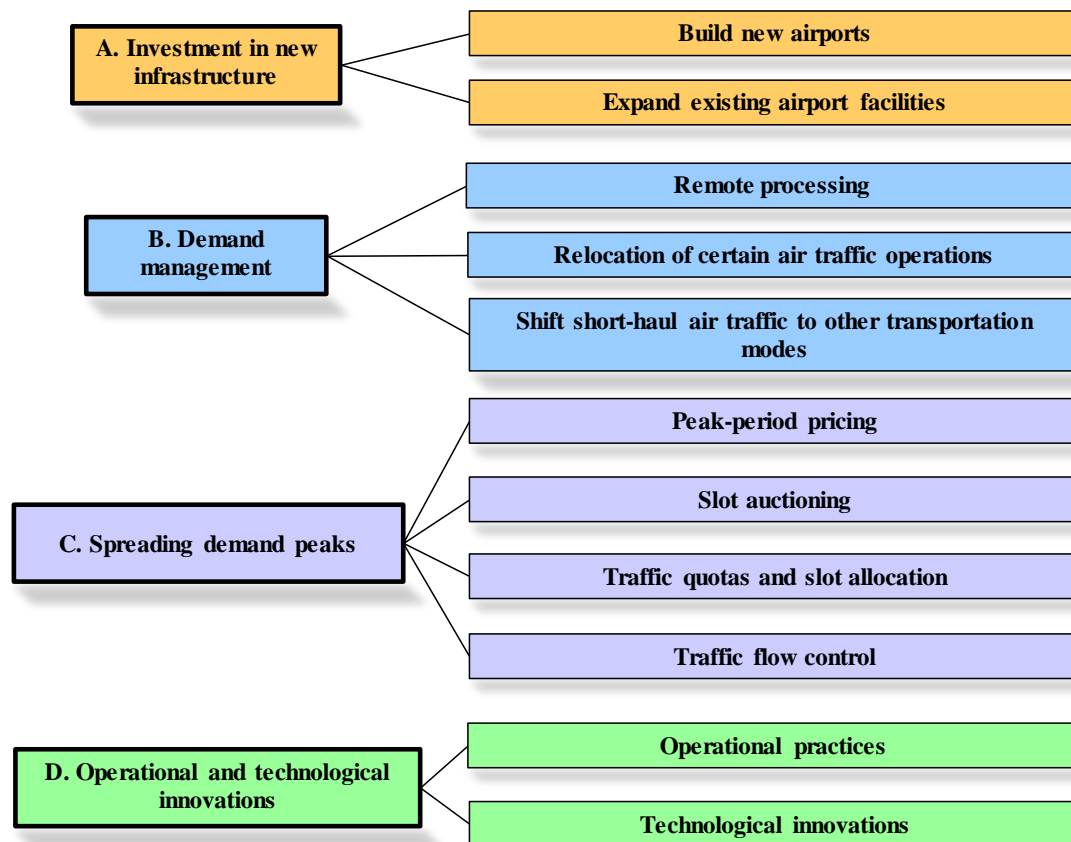 A. Investment in new
infrastructure
Build new airports
Expand existing airport facilities
B. Demand
management
Remote processing
Relocation of certain air traffic operations
Shift short-haul air traffic to other transportation
modes
C. Spreading demand peaks
Peak-period pricing
Slot auctioning
Traffic quotas and slot allocation
Traffic flow control
D. Operational and technological
innovations
Operational practices
Technological innovations